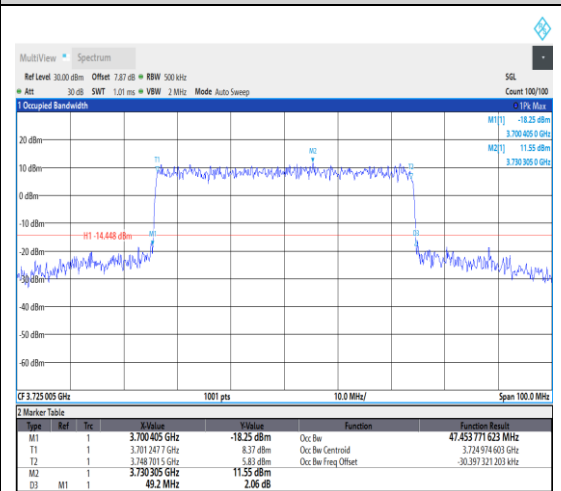 MultiView Spectrum
Ref Level 30.00 dBm Offset 7.87 dB RBW 500 kHz SGL
Att 30 dB SWT 1.01 ms VBW 2 MHz Mode Auto Sweep Count 100/100
1 Occupied Bandwidth 1Pk Max
M1[1] -18.25 dBm
3.700 405 0 GHz
M2[1] 11.55 dBm
3.730 305 0 GHz
20 dBm
M2
T1
T2
10 dBm
0 dBm
-10 dBm
H1 -14.448 dBm
M1
D3
-20 dBm
-30 dBm
-40 dBm
-50 dBm
-60 dBm
CF 3.725 005 GHz 1001 pts 10.0 MHz/ Span 100.0 MHz
2 Marker Table
Type Ref Trc X-Value Y-Value Function Function Result
M1 1 3.700 405 GHz -18.25 dBm Occ Bw 47.453 771 623 MHz
T1 1 3.701 247 7 GHz 8.37 dBm Occ Bw Centroid 3.724 974 603 GHz
T2 1 3.748 701 5 GHz 5.83 dBm Occ Bw Freq Offset -30.397 321 203 kHz
M2 1 3.730 305 GHz 11.55 dBm
D3 M1 1 49.2 MHz 2.06 dB